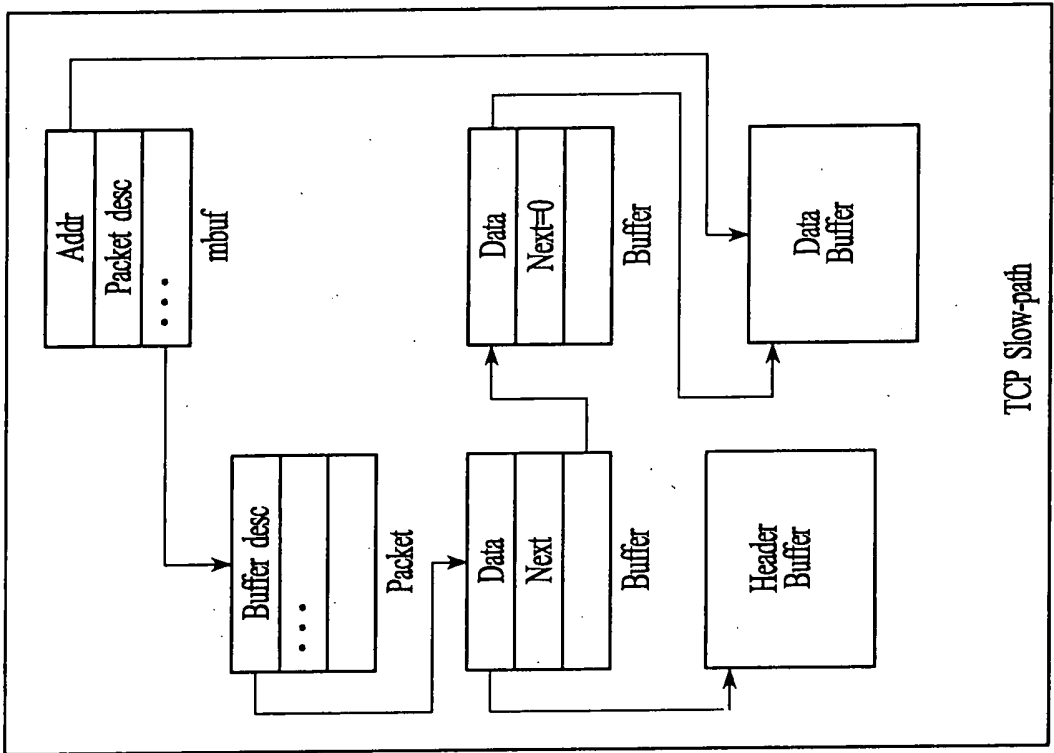 Addr
Packet desc
• • •
mbuf
Buffer desc
• • •
Packet
Data
Next
Buffer
Data
Next=0
Buffer
Header
Buffer
Data
Buffer
TCP Slow-path